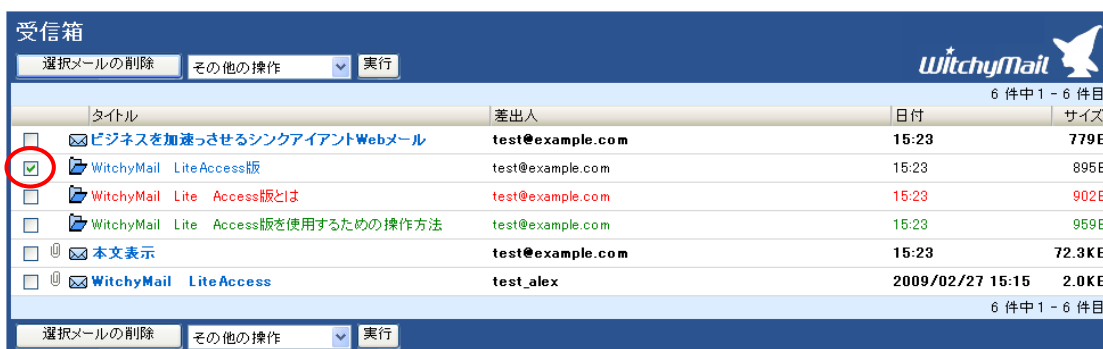 受信箱
選択メールの削除 その他の操作 実行 WitchyMail
6 件中 1 - 6 件目
タイトル 差出人 日付 サイズ
ビジネスを加速っさせるシンクアイアントWebメール test@example.com 15:23 779B
WitchyMail LiteAccess版 test@example.com 15:23 895B
WitchyMail Lite Access版とは test@example.com 15:23 902B
WitchyMail Lite Access版を使用するための操作方法 test@example.com 15:23 959B
本文表示 test@example.com 15:23 72.3KB
WitchyMail LiteAccess test_alex 2009/02/27 15:15 2.0KB
6 件中 1 - 6 件目
選択メールの削除 その他の操作 実行